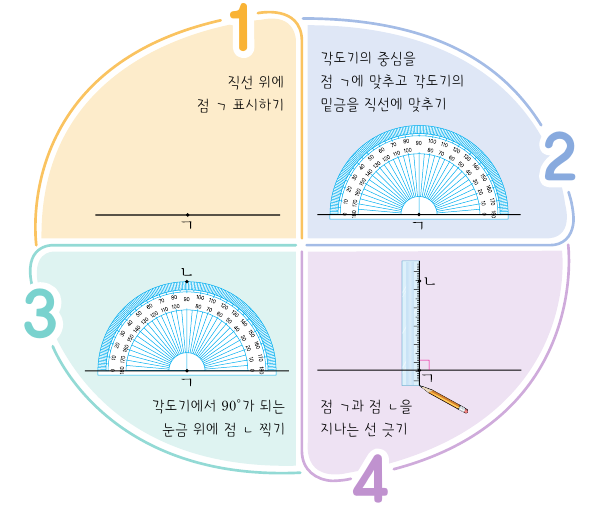 1
직선 위에
점 ㄱ 표시하기
ㄱ
2
각도기의 중심을
점 ㄱ에 맞추고 각도기의
밑금을 직선에 맞추기
ㄱ
3
ㄴ
ㄱ
각도기에서 90°가 되는
눈금 위에 점 ㄴ 찍기
4
ㄴ
ㄱ
점 ㄱ과 점 ㄴ을
지나는 선 긋기